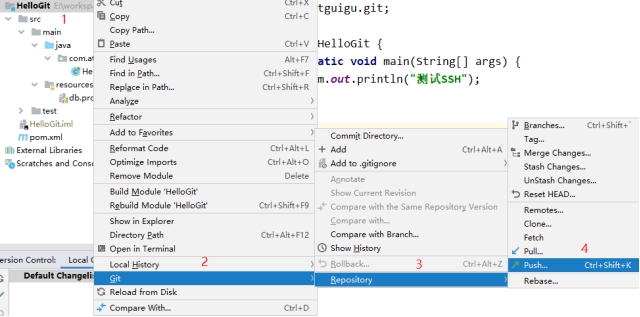 HelloGit E:\worksp
1
src
main
java
com.at
He
resources
db.pro
test
HelloGit.iml
pom.xml
External Libraries
Scratches and Conso
ersion Control:
Local C
Default Changeli
Cut Ctrl+X
Copy Ctrl+C
Copy Path...
Paste Ctrl+V
Find Usages Alt+F7
Find in Path... Ctrl+Shift+F
Replace in Path... Ctrl+Shift+R
Analyze
Refactor
Add to Favorites
Reformat Code Ctrl+Alt+L
Optimize Imports Ctrl+Alt+O
Remove Module Delete
Build Module 'HelloGit'
Rebuild Module 'HelloGit' Ctrl+Shift+F9
Show in Explorer
Directory Path Ctrl+Alt+F12
Open in Terminal
Local History 2
Git
Reload from Disk
Compare With... Ctrl+D
tguigu.git;
HelloGit {
atic void main(String[] args) {
m.out.println("测试SSH");
Commit Directory...
Add Ctrl+Alt+A
Add to .gitignore
Annotate
Show Current Revision
Compare with the Same Repository Version
Compare with...
Compare with Branch...
Show History
Rollback... 3 Ctrl+Alt+Z
Repository
Branches... Ctrl+Shift+`
Tag...
Merge Changes...
Stash Changes...
UnStash Changes...
Reset HEAD...
Remotes...
Clone...
Fetch
Pull... 4
Push... Ctrl+Shift+K
Rebase...